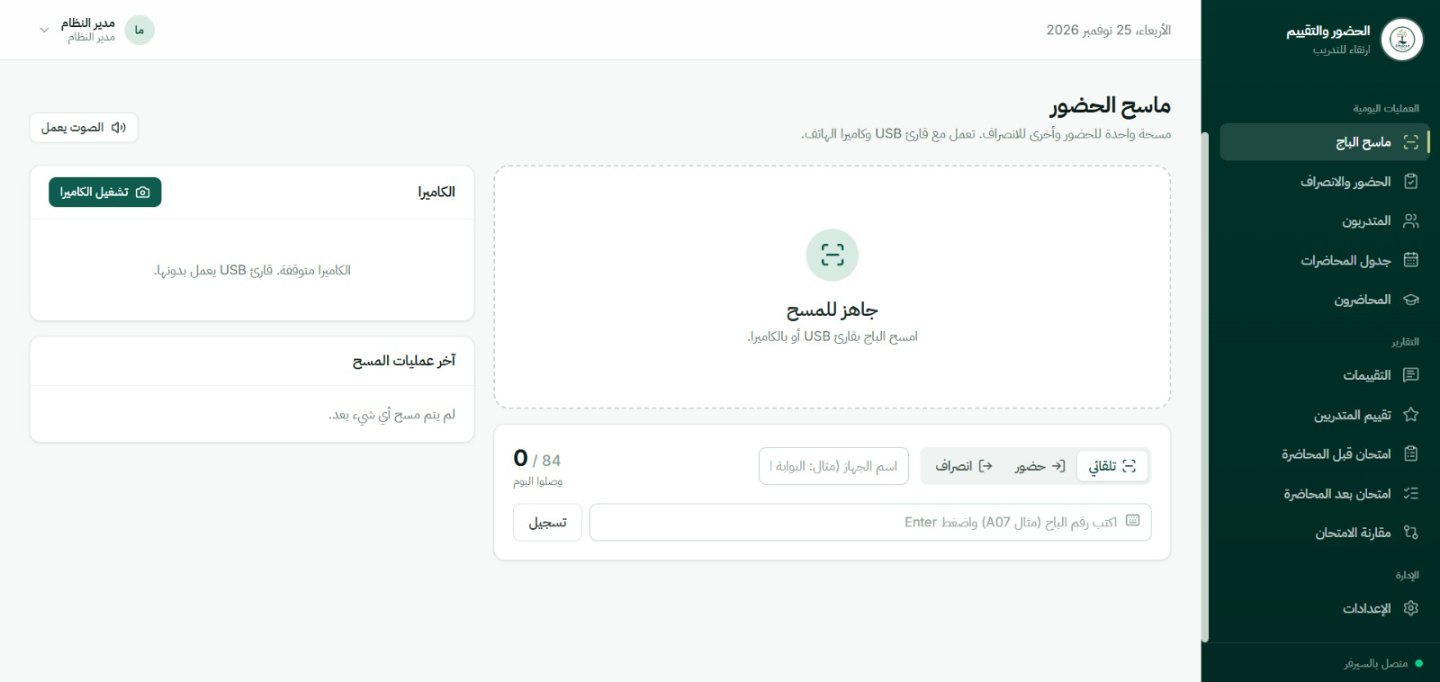 الحضور والتقييم
ارتقاء للتدريب
العمليات اليومية
ماسح الباج
الحضور والانصراف
المتدربون
جدول المحاضرات
المحاضرون
التقارير
التقييمات
تقييم المتدربين
امتحان قبل المحاضرة
امتحان بعد المحاضرة
مقارنة الامتحان
الإدارة
الإعدادات
متصل بالسيرفر
الأربعاء، 25 نوفمبر 2026
ما
مدير النظام
مدير النظام
ماسح الحضور
مسحة واحدة للحضور وأخرى للانصراف. تعمل مع قارئ USB وكاميرا الهاتف.
الصوت يعمل
جاهز للمسح
امسح الباج بقارئ USB أو بالكاميرا.
تلقائي
حضور
انصراف
اسم الجهاز (مثال: البوابة ا
0 / 84
وصلوا اليوم
اكتب رقم الباج (مثال A07) واضغط Enter
تسجيل
الكاميرا
تشغيل الكاميرا
الكاميرا متوقفة. قارئ USB يعمل بدونها.
آخر عمليات المسح
لم يتم مسح أي شيء بعد.